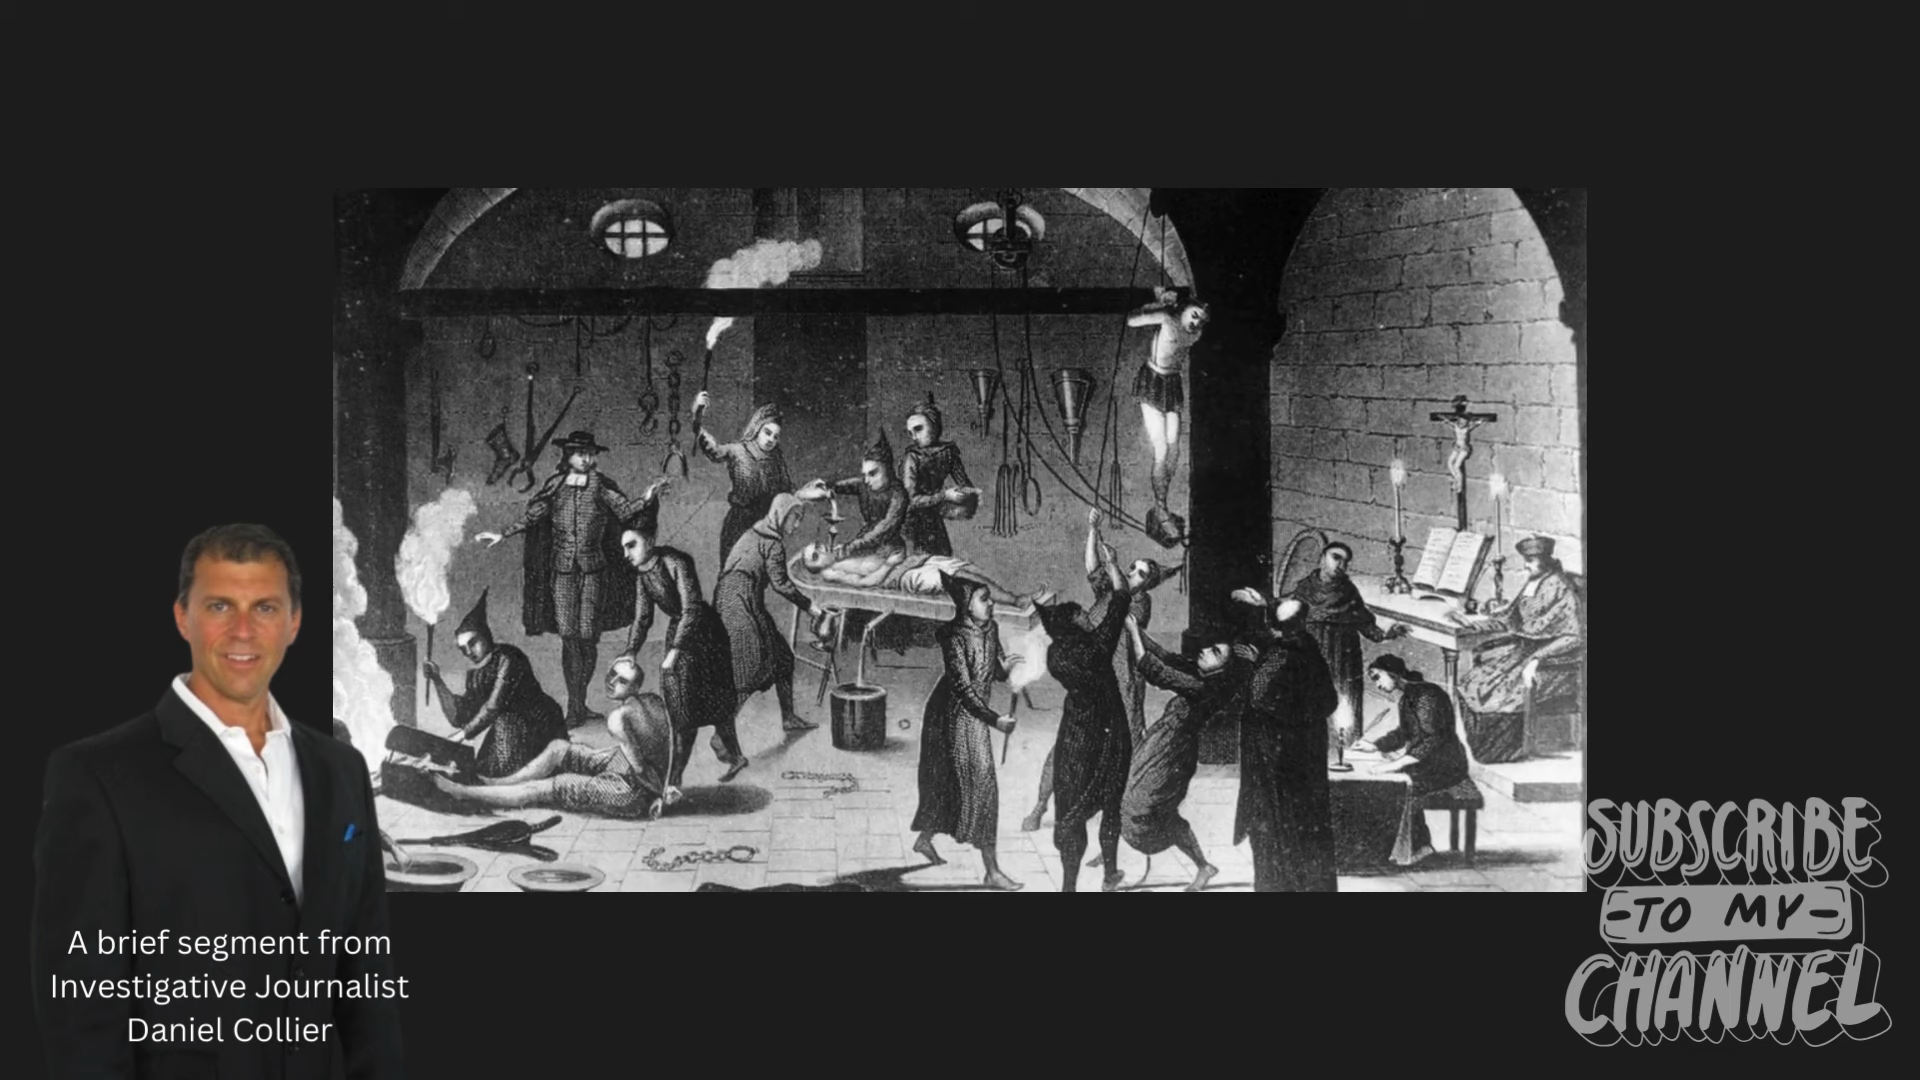 A brief segment from
Investigative Journalist
Daniel Collier
SUBSCRIBE
-TO MY-
CHANNEL